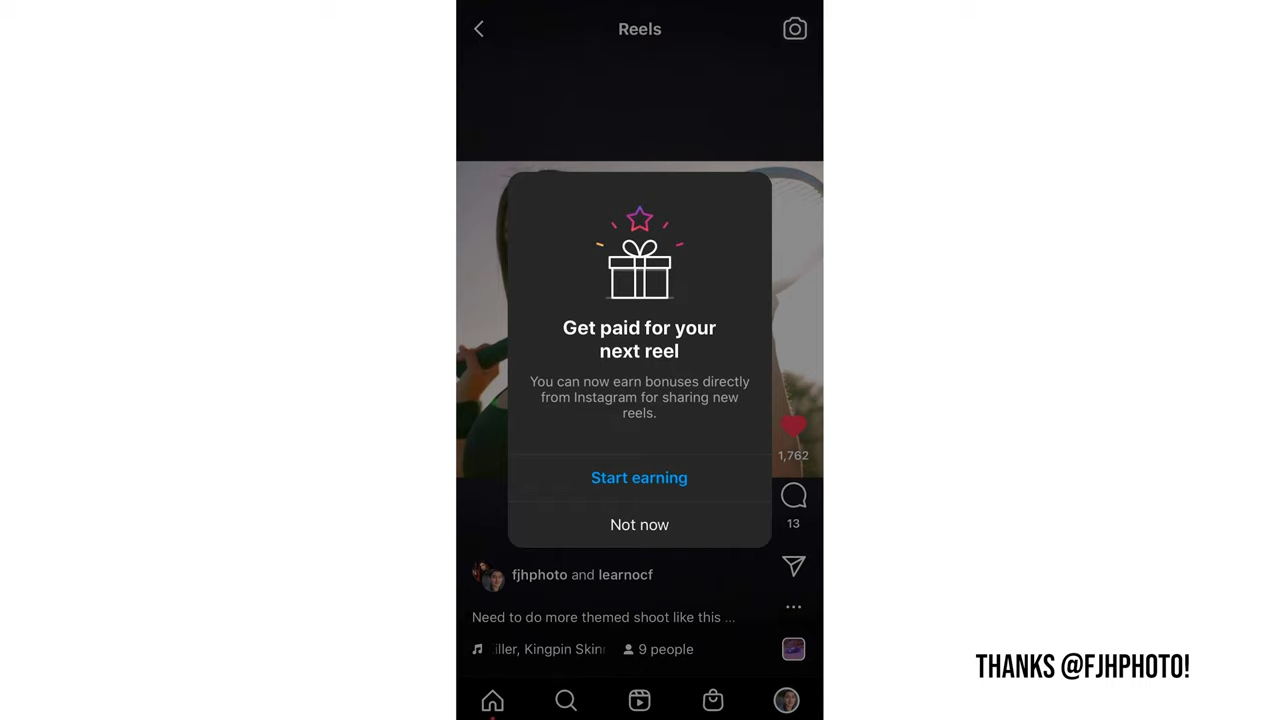 Reels
Get paid for your
next reel
You can now earn bonuses directly
from Instagram for sharing new
reels.
1,762
Start earning
13
Not now
fjhphoto and learnocf
Need to do more themed shoot like this ...
iller, Kingpin Skinn
9 people
THANKS @FJHPHOTO!